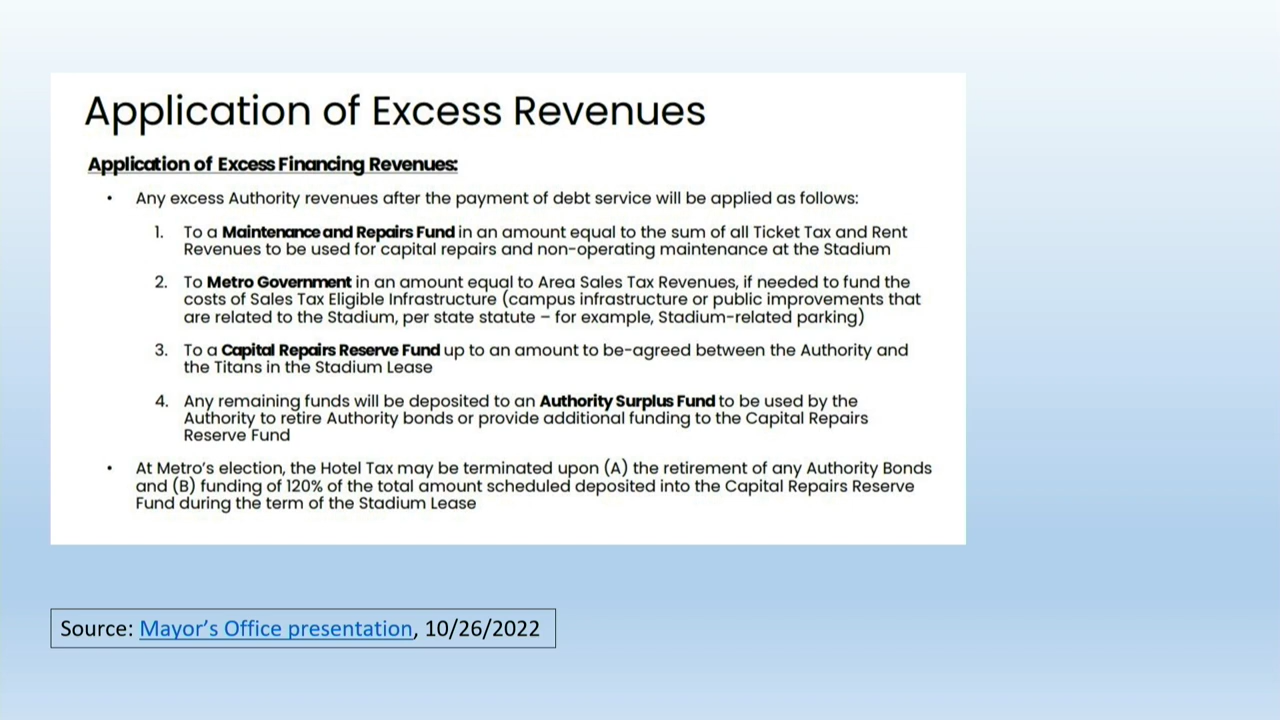 Application of Excess Revenues
Application of Excess Financing Revenues:
• Any excess Authority revenues after the payment of debt service will be applied as follows:
1. To a Maintenance and Repairs Fund in an amount equal to the sum of all Ticket Tax and Rent
Revenues to be used for capital repairs and non-operating maintenance at the Stadium
2. To Metro Government in an amount equal to Area Sales Tax Revenues, if needed to fund the
costs of Sales Tax Eligible Infrastructure (campus infrastructure or public improvements that
are related to the Stadium, per state statute – for example, Stadium-related parking)
3. To a Capital Repairs Reserve Fund up to an amount to be-agreed between the Authority and
the Titans in the Stadium Lease
4. Any remaining funds will be deposited to an Authority Surplus Fund to be used by the
Authority to retire Authority bonds or provide additional funding to the Capital Repairs
Reserve Fund
• At Metro's election, the Hotel Tax may be terminated upon (A) the retirement of any Authority Bonds
and (B) funding of 120% of the total amount scheduled deposited into the Capital Repairs Reserve
Fund during the term of the Stadium Lease
Source: Mayor's Office presentation, 10/26/2022